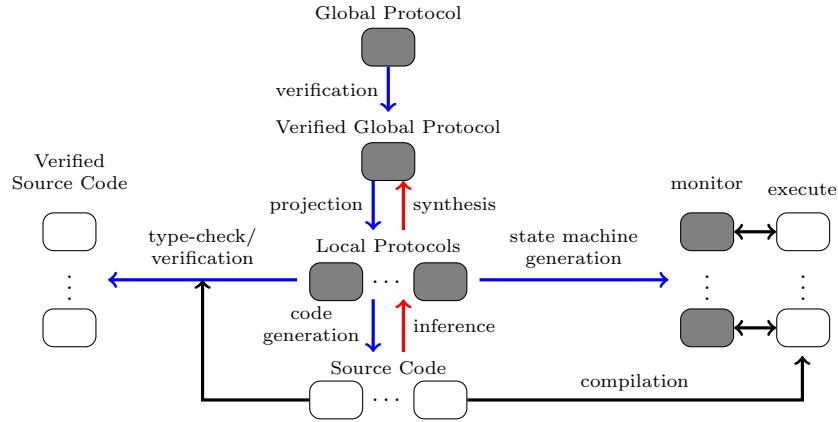 Global Protocol
verification
Verified Global Protocol
Verified
Source Code
projection
synthesis
monitor
execute
type-check/
verification
Local Protocols
...
state machine
generation
code
generation
inference
Source Code
...
compilation